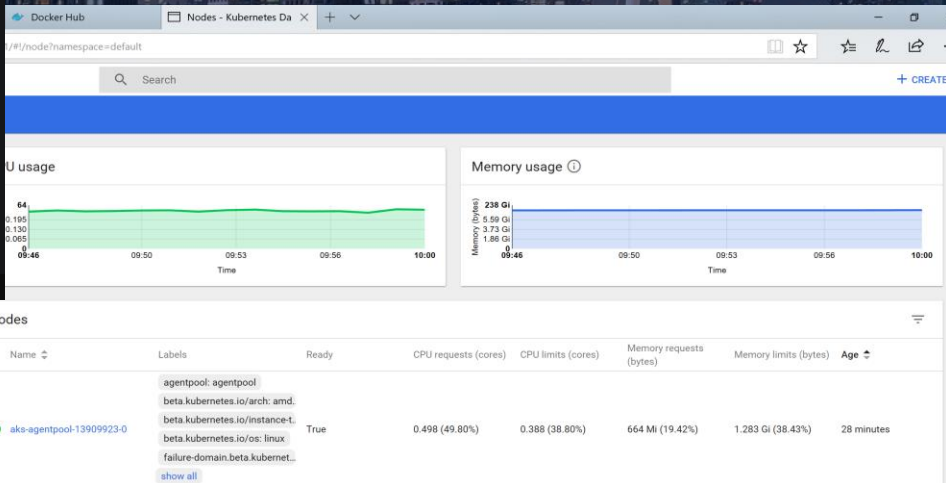 Docker Hub
Nodes - Kubernetes Da
1/#!/node?namespace=default
Search
+ CREATE
U usage
Memory usage
64
0.195
0.130
0.065
0
09:46 09:50 09:53 09:56 10:00
Time
Memory (bytes)
238 Gi
5.59 Gi
3.73 Gi
1.86 Gi
0
09:46 09:50 09:53 09:56 10:00
Time
odes
Name Labels Ready CPU requests (cores) CPU limits (cores) Memory requests (bytes) Memory limits (bytes) Age
agentpool: agentpool
beta.kubernetes.io/arch: amd.
beta.kubernetes.io/instance-t..
aks-agentpool-13909923-0 True 0.498 (49.80%) 0.388 (38.80%) 664 Mi (19.42%) 1.283 Gi (38.43%) 28 minutes
beta.kubernetes.io/os: linux
failure-domain.beta.kubernet...
show all